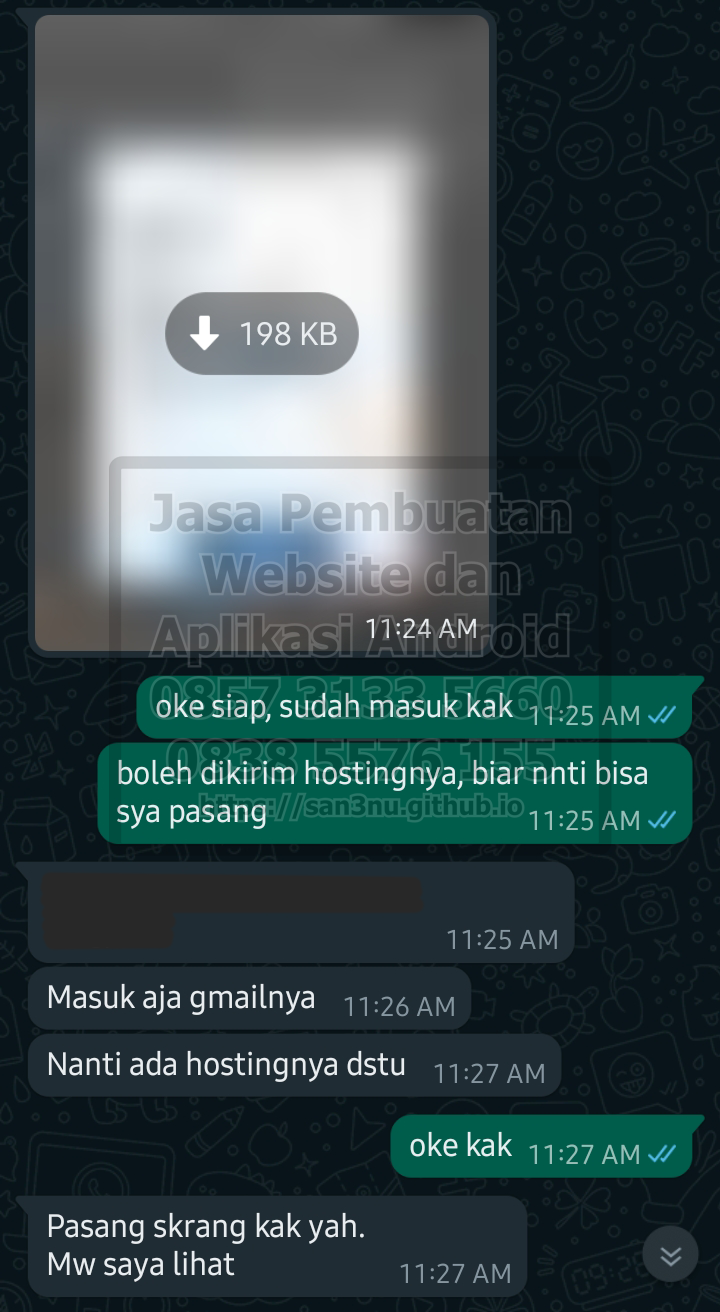 198 KB
11:24 AM
Jasa Pembuatan
Website dan
Aplikasi Android
0857 3133 5660
0838 5576 155
https://san3nu.github.io
oke siap, sudah masuk kak 11:25 AM
boleh dikirim hostingnya, biar nnti bisa
sya pasang 11:25 AM
11:25 AM
Masuk aja gmailnya 11:26 AM
Nanti ada hostingnya dstu 11:27 AM
oke kak 11:27 AM
Pasang skrang kak yah.
Mw saya lihat 11:27 AM